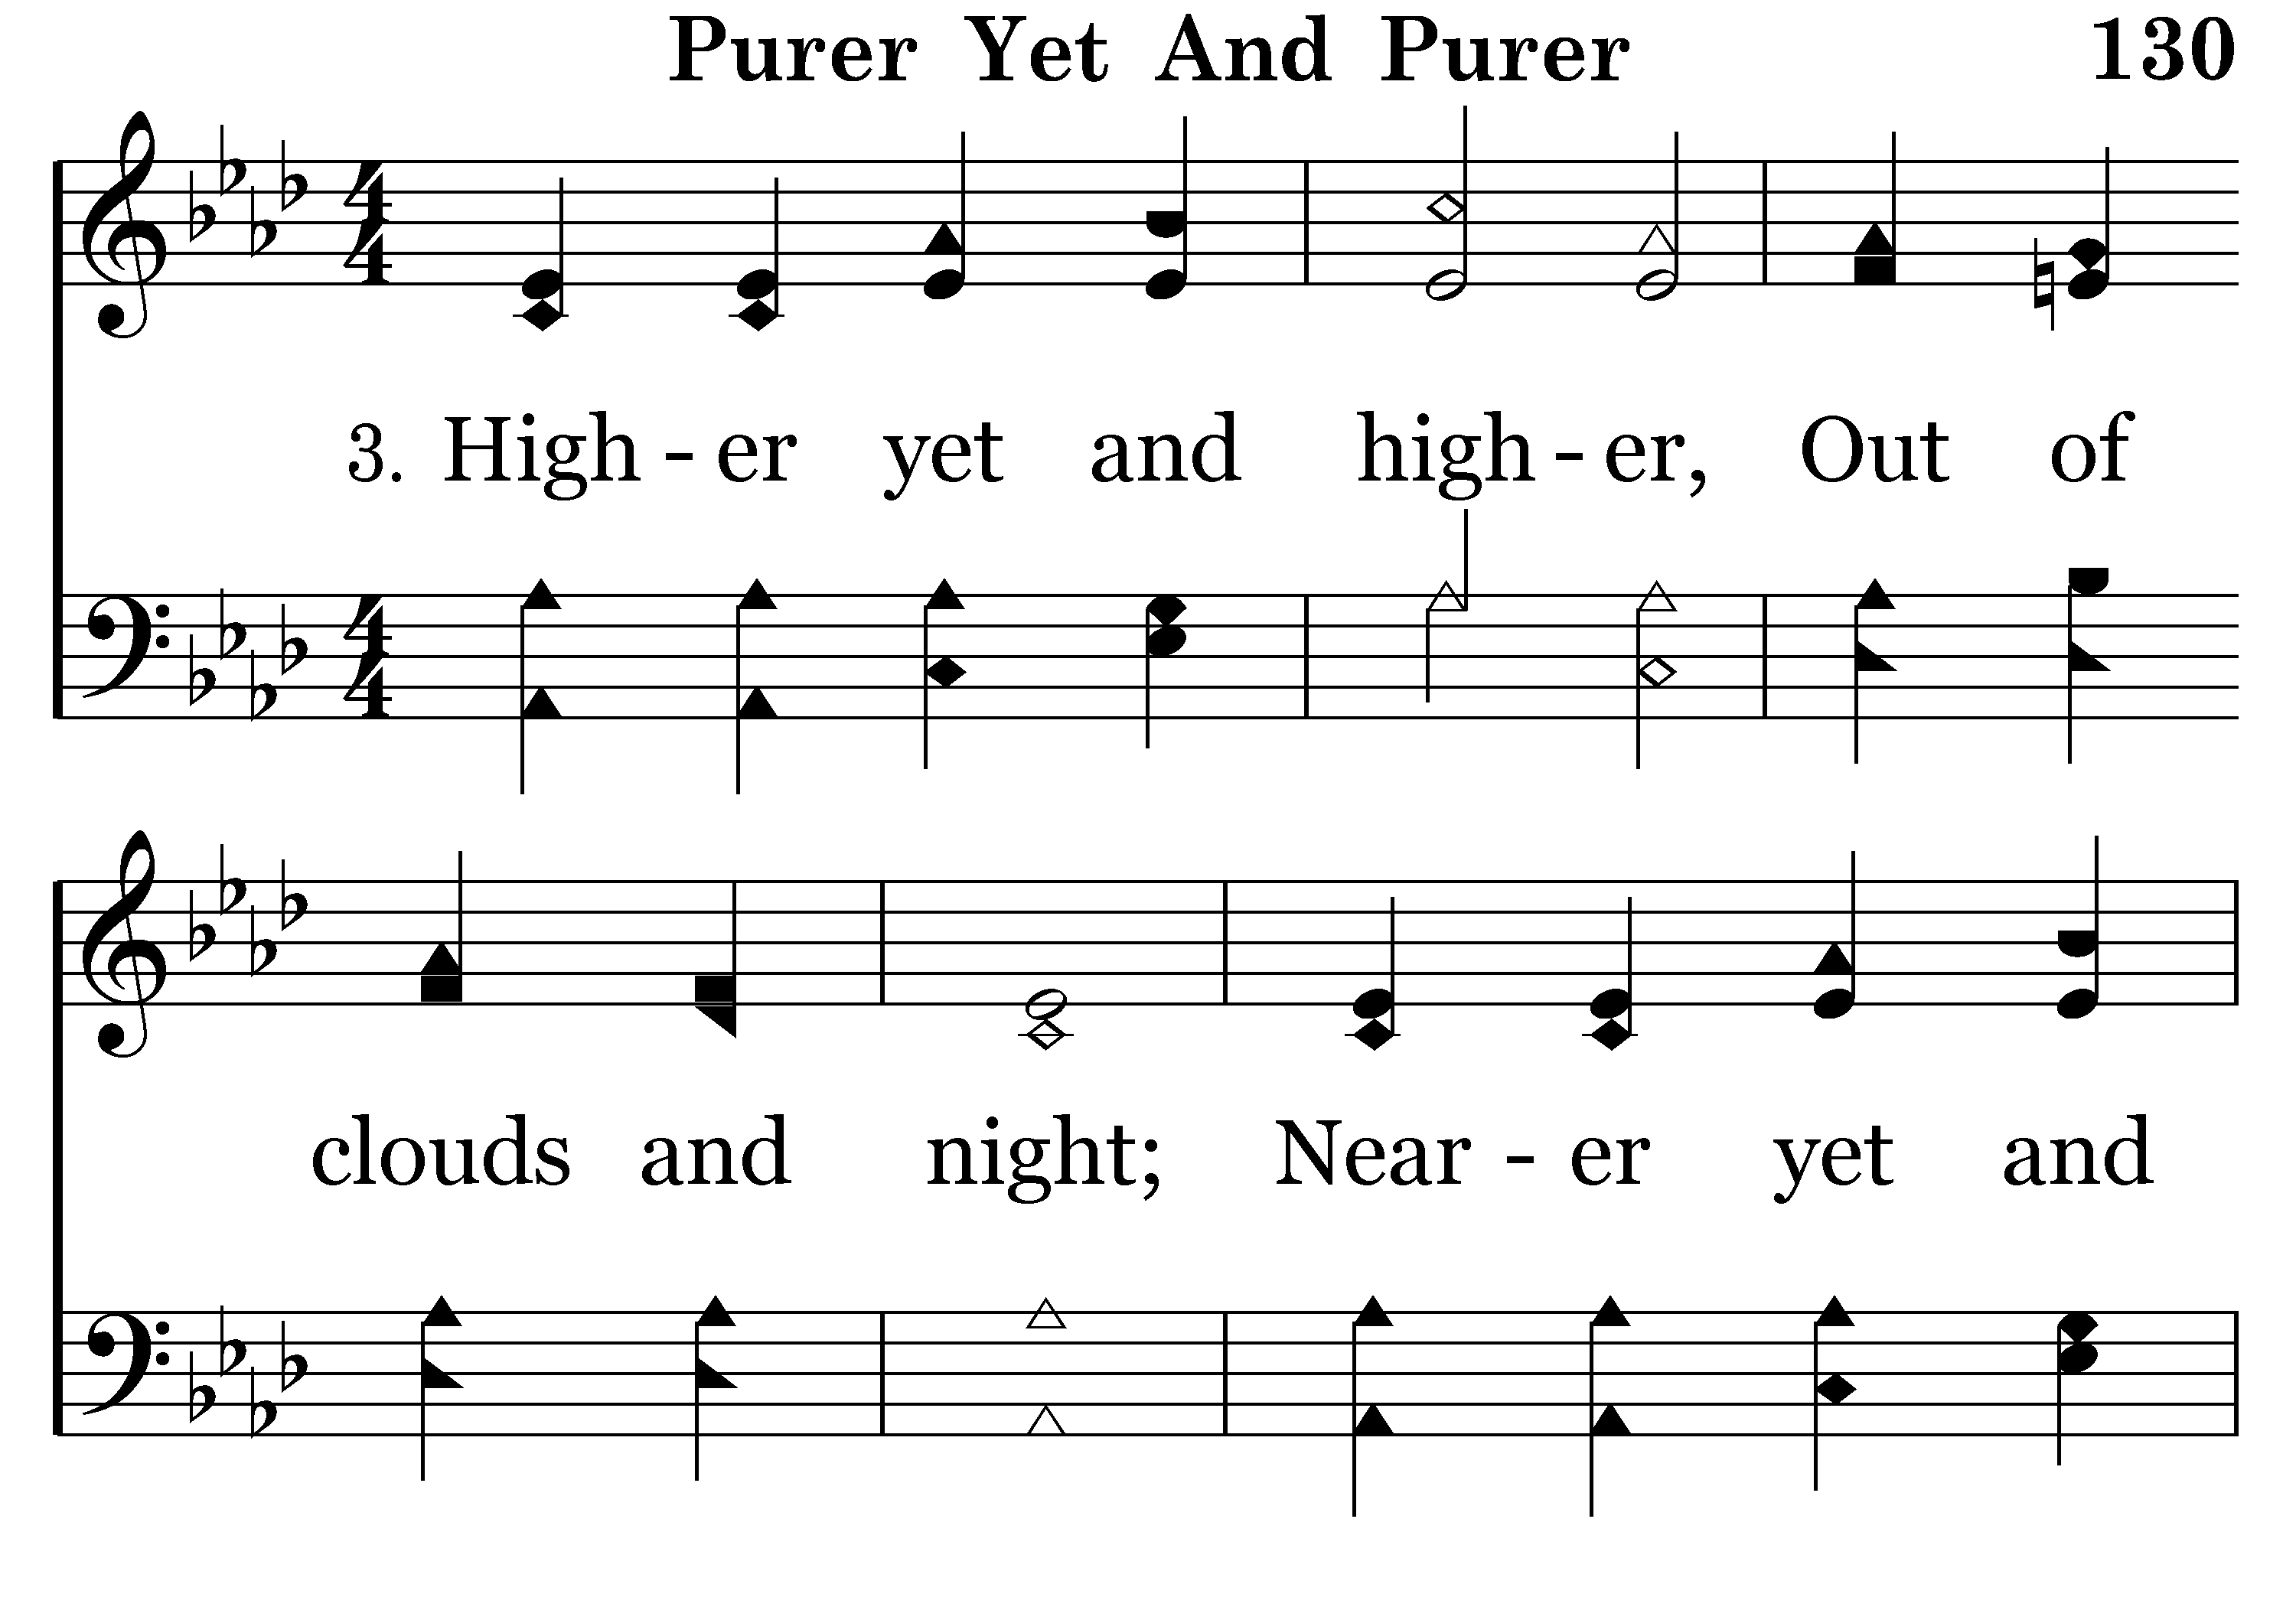 Purer Yet And Purer 130
3. High - er yet and high - er, Out of
clouds and night; Near - er yet and